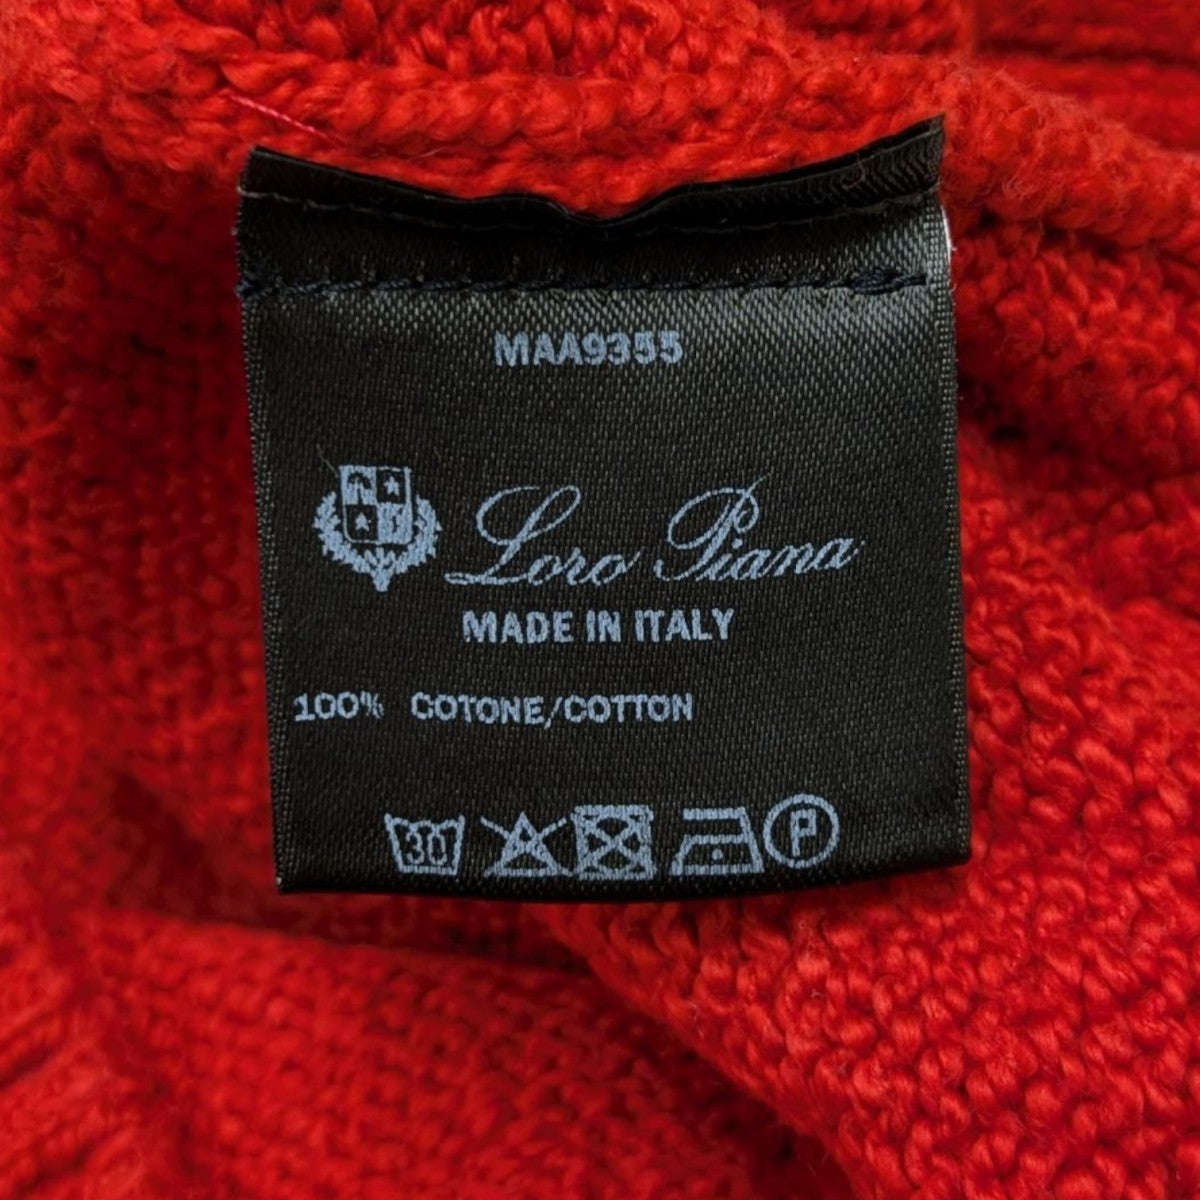 MAA9355
Loro Piana
MADE IN ITALY
100% COTONE/COTTON
30 P